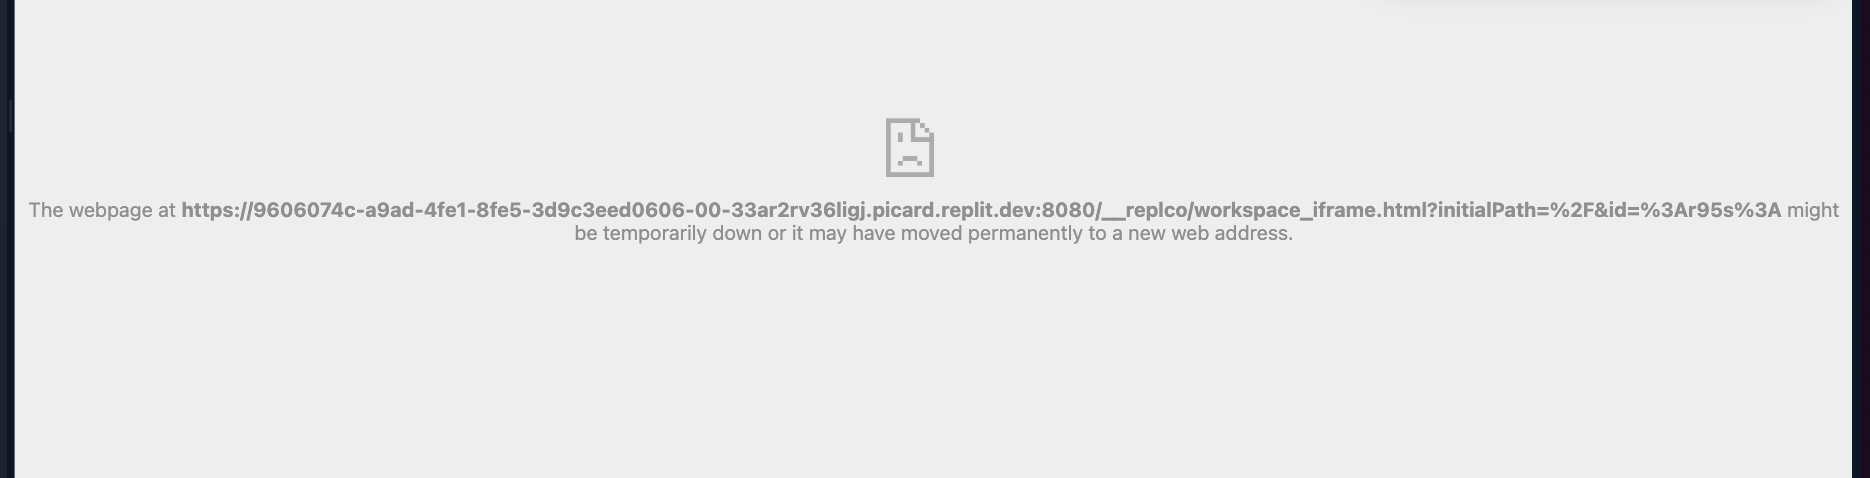 The webpage at https://9606074c-a9ad-4fe1-8fe5-3d9c3eed0606-00-33ar2rv36ligj.picard.replit.dev:8080/__replco/workspace_iframe.html?initialPath=%2F&id=%3Ar95s%3A might
be temporarily down or it may have moved permanently to a new web address.